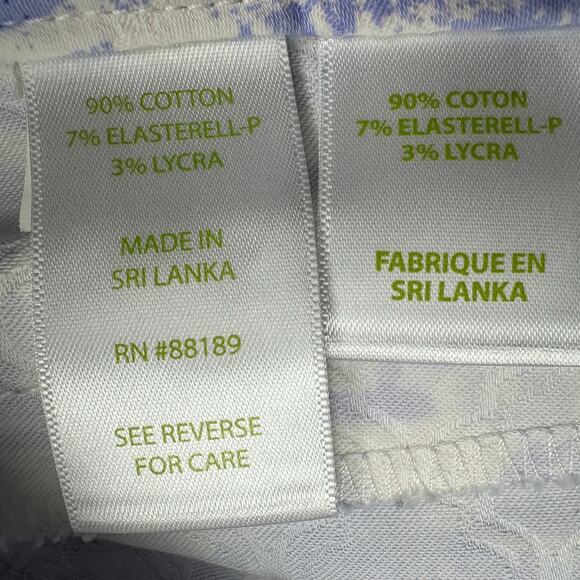 90% COTTON
7% ELASTERELL-P
3% LYCRA
MADE IN
SRI LANKA
RN #88189
SEE REVERSE
FOR CARE
90% COTON
7% ELASTERELL-P
3% LYCRA
FABRIQUE EN
SRI LANKA